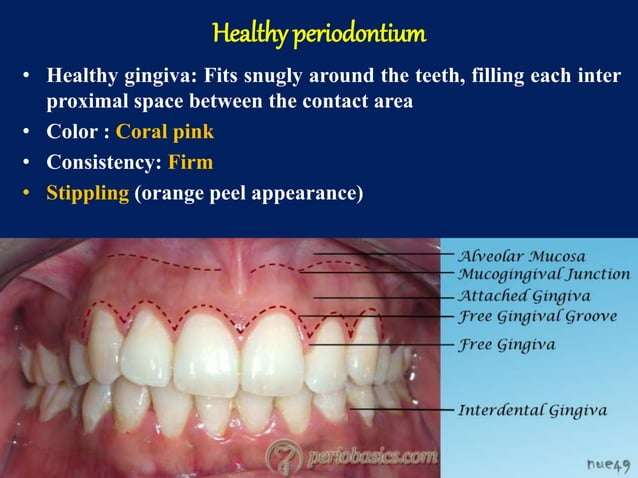 Healthy periodontium
• Healthy gingiva: Fits snugly around the teeth, filling each inter
proximal space between the contact area
• Color : Coral pink
• Consistency: Firm
• Stippling (orange peel appearance)
Alveolar Mucosa
Mucogingival Junction
Attached Gingiva
Free Gingival Groove
Free Gingiva
Interdental Gingiva
periobasics.com
nue49